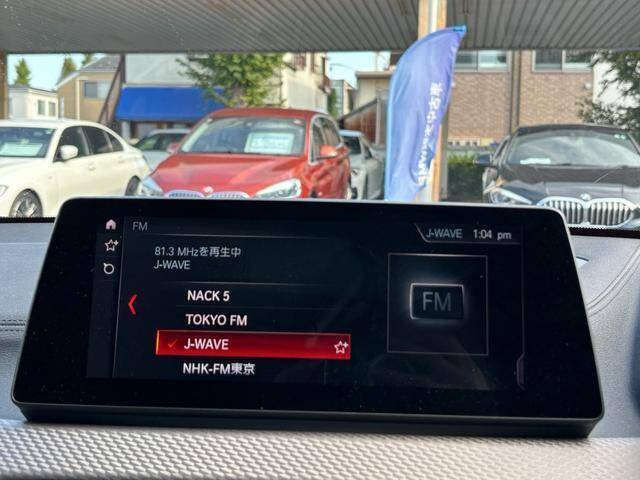 FM
J-WAVE 1:04 pm
81.3 MHzを再生中
J-WAVE
NACK 5
TOKYO FM
J-WAVE
NHK-FM東京
FM